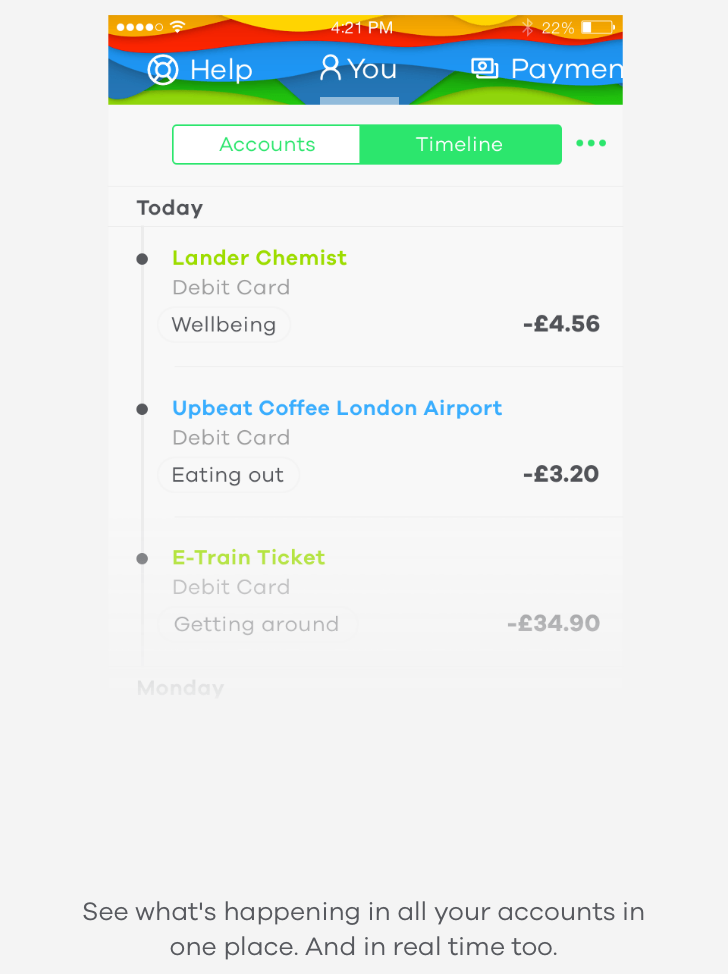 4:21 PM 22%
Help You Paymen
Accounts Timeline
Today
Lander Chemist
Debit Card
Wellbeing -£4.56
Upbeat Coffee London Airport
Debit Card
Eating out -£3.20
E-Train Ticket
Debit Card
Getting around -£34.90
Monday
See what's happening in all your accounts in
one place. And in real time too.